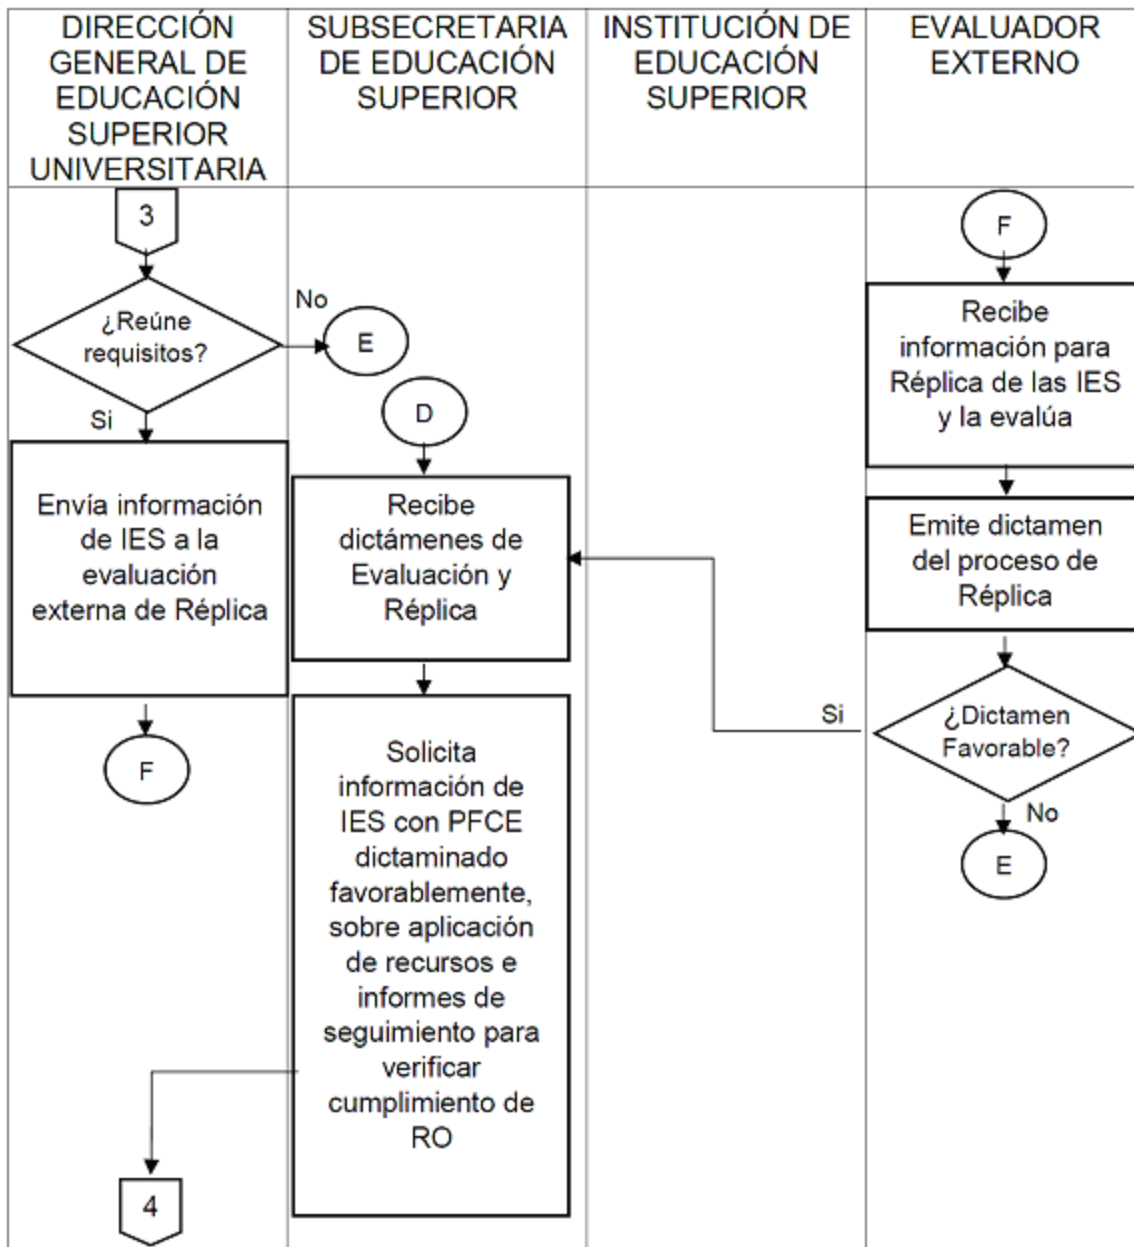 DIRECCIÓN
GENERAL DE
EDUCACIÓN
SUPERIOR
UNIVERSITARIA
SUBSECRETARIA
DE EDUCACIÓN
SUPERIOR
INSTITUCIÓN DE
EDUCACIÓN
SUPERIOR
EVALUADOR
EXTERNO
3
¿Reúne
requisitos?
No
E
Si
Envía información
de IES a la
evaluación
externa de Réplica
F
D
Recibe
dictámenes de
Evaluación y
Réplica
Solicita
información de
IES con PFCE
dictaminado
favorablemente,
sobre aplicación
de recursos e
informes de
seguimiento para
verificar
cumplimiento de
RO
4
F
Recibe
información para
Réplica de las IES
y la evalúa
Emite dictamen
del proceso de
Réplica
¿Dictamen
Favorable?
Si
No
E